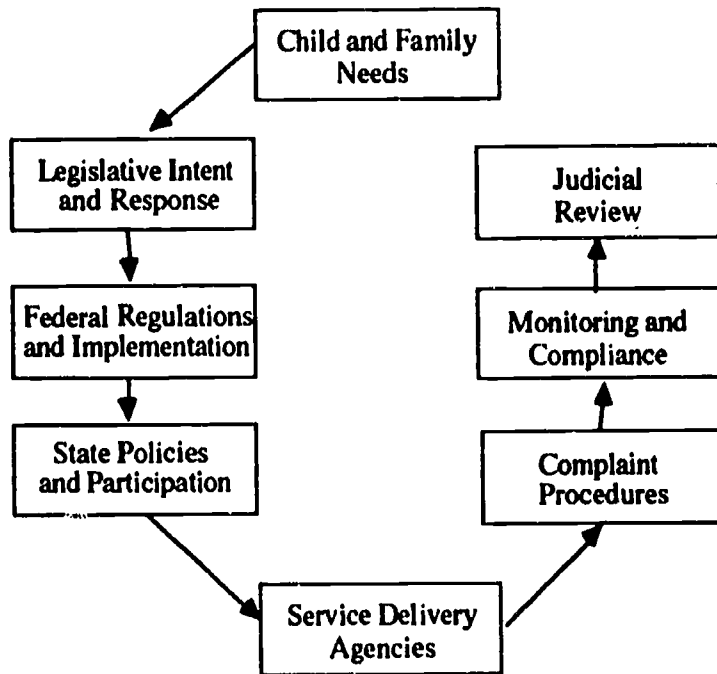 Child and Family
Needs
Legislative Intent
and Response
Federal Regulations
and Implementation
State Policies
and Participation
Service Delivery
Agencies
Complaint
Procedures
Monitoring and
Compliance
Judicial
Review